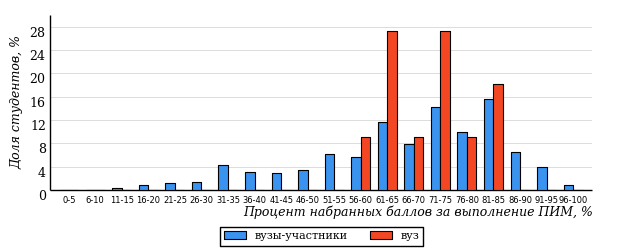 Доля студентов, %
28
24
20
16
12
8
4
0
0-5 6-10 11-15 16-20 21-25 26-30 31-35 36-40 41-45 46-50 51-55 56-60 61-65 66-70 71-75 76-80 81-85 86-90 91-95 96-100
Процент набранных баллов за выполнение ПИМ, %
вузы-участники вуз